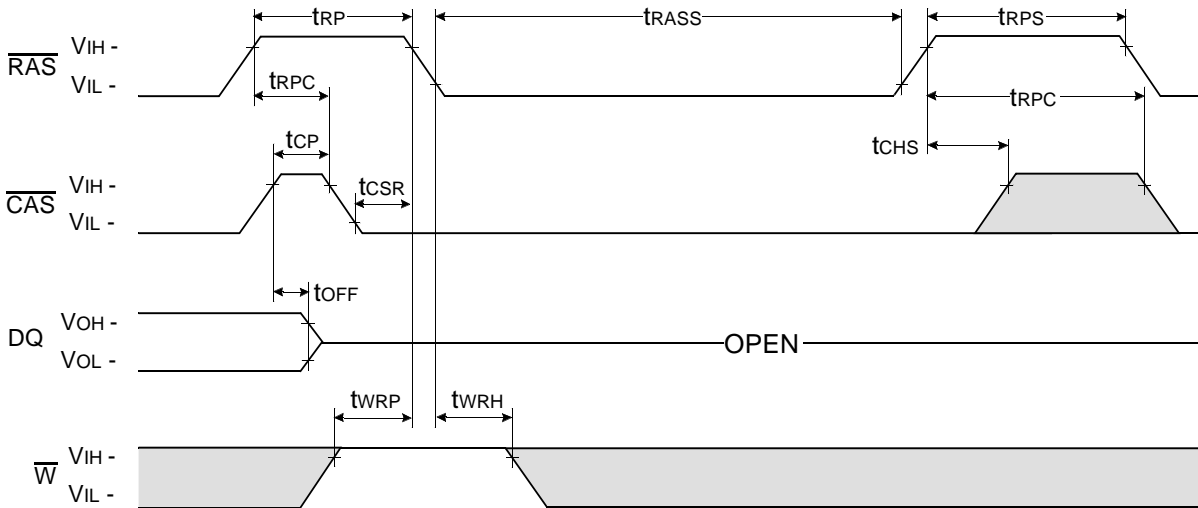 tRP tRASS tRPS
RAS VIH -
VIL -
tRPC tRPC
tCP tCHS
CAS VIH -
tCSR
VIL -
tOFF
DQ VOH -
VOL -
OPEN
tWRP tWRH
W VIH -
VIL -